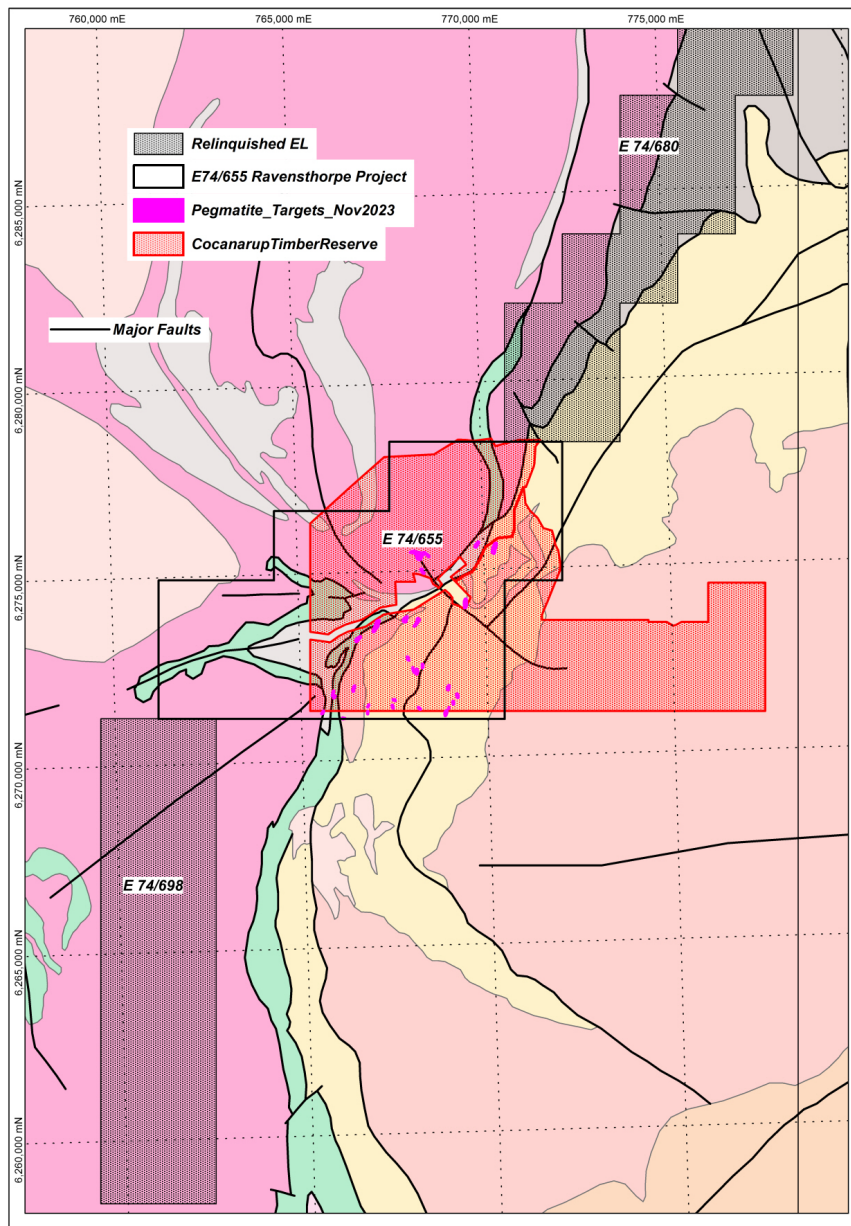 760,000 mE
765,000 mE
770,000 mE
775,000 mE
Relinquished EL
E74/655 Ravensthorpe Project
Pegmatite_Targets_Nov2023
CocanarupTimberReserve
Major Faults
E 74/680
E 74/655
E 74/698
6,285,000 mN
6,280,000 mN
6,275,000 mN
6,270,000 mN
6,265,000 mN
6,260,000 mN